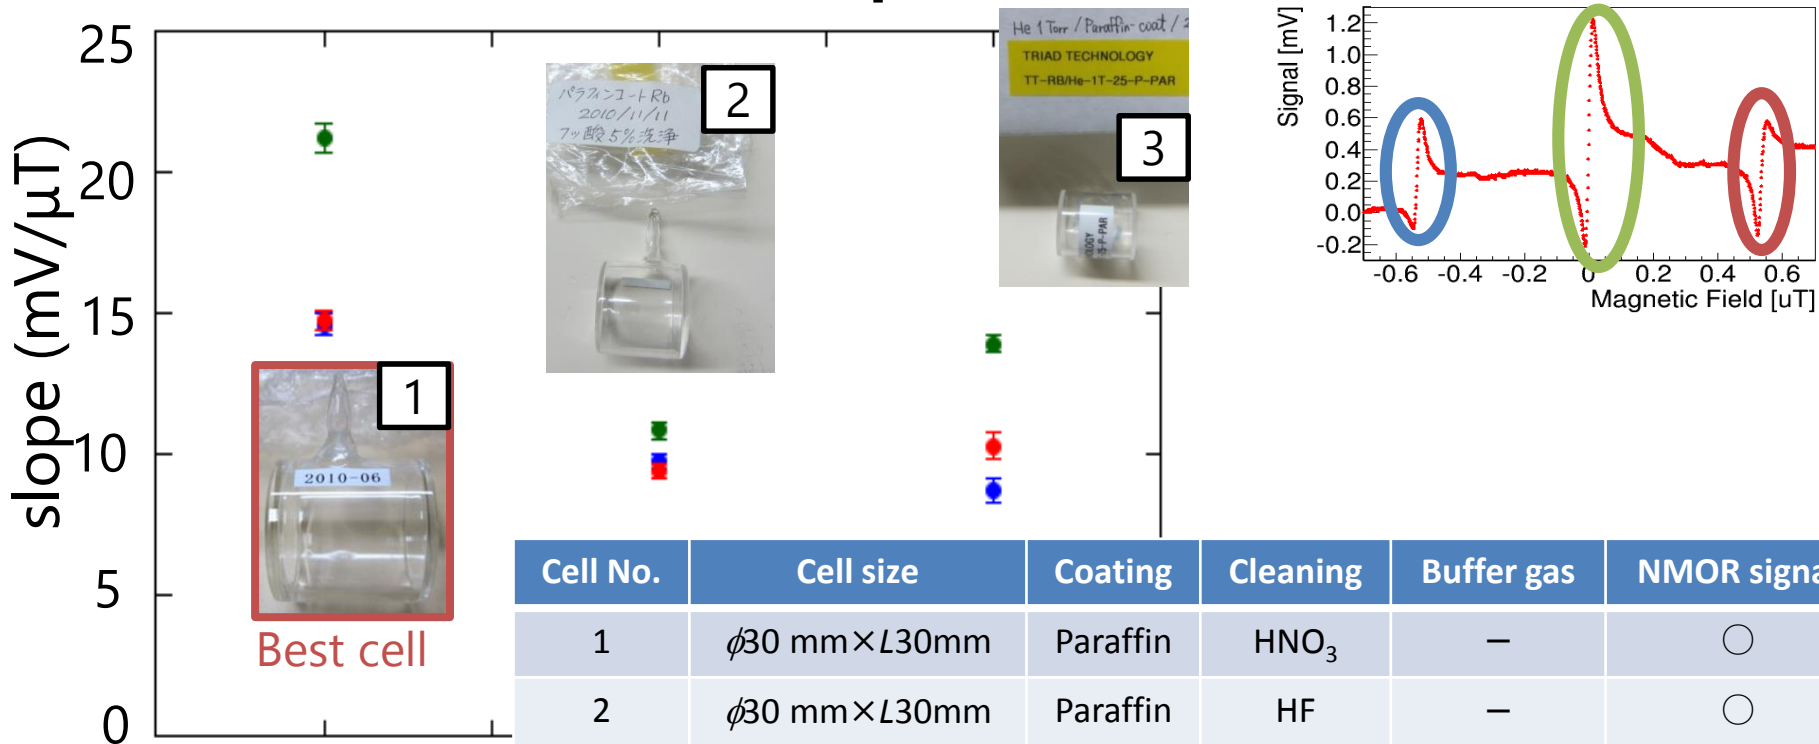 25
20
15
10
5
0
slope (mV/μT)
パラフィンコートRb
2010/11/11
フッ酸5%洗浄
2
He 1 Torr / Paraffin-coat / 2
TRIAD TECHNOLOGY
TT-RB/He-1T-25-P-PAR
3
1
2010-06
Best cell
Signal [mV]
1.2
1.0
0.8
0.6
0.4
0.2
0.0
-0.2
-0.6 -0.4 -0.2 0 0.2 0.4 0.6
Magnetic Field [uT]
Cell No. Cell size Coating Cleaning Buffer gas NMOR signa
1 ϕ30 mm×L30mm Paraffin HNO₃ − ○
2 ϕ30 mm×L30mm Paraffin HF − ○